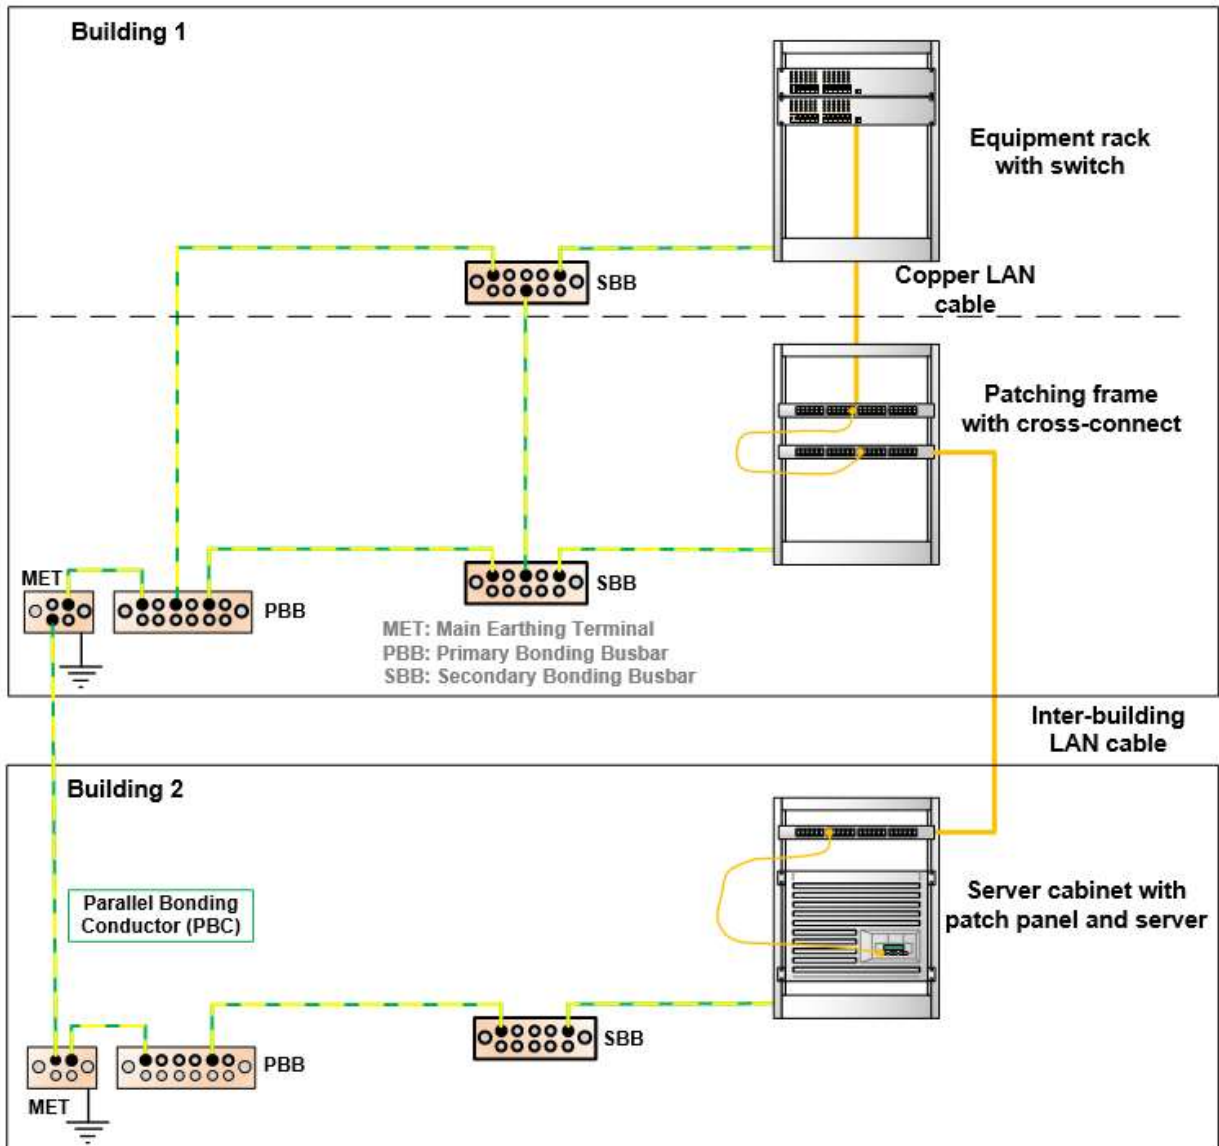 Building 1
Equipment rack
with switch
SBB
Copper LAN
cable
Patching frame
with cross-connect
MET
PBB
SBB
MET: Main Earthing Terminal
PBB: Primary Bonding Busbar
SBB: Secondary Bonding Busbar
Inter-building
LAN cable
Building 2
Parallel Bonding
Conductor (PBC)
Server cabinet with
patch panel and server
SBB
PBB
MET